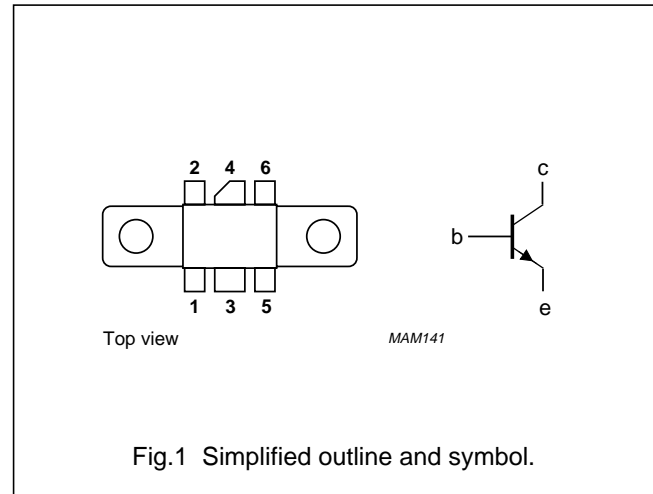 2 4 6
c
b
1 3 5
e
Top view
MAM141
Fig.1 Simplified outline and symbol.